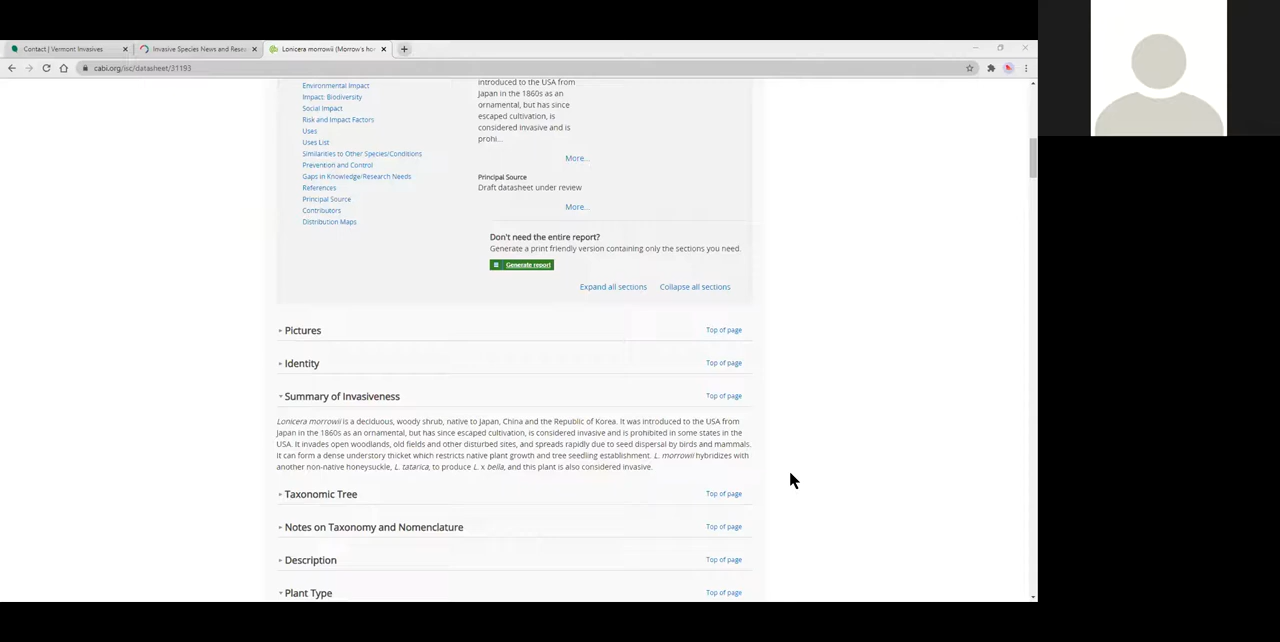 Contact | Vermont Invasives
Invasive Species News and Resea
Lonicera morrowii (Morrow's hon
cabi.org/isc/datasheet/31193
Environmental Impact
Impact: Biodiversity
Social Impact
Risk and Impact Factors
Uses
Uses List
Similarities to Other Species/Conditions
Prevention and Control
Gaps in Knowledge/Research Needs
References
Principal Source
Contributors
Distribution Maps
introduced to the USA from
Japan in the 1860s as an
ornamental, but has since
escaped cultivation, is
considered invasive and is
prohi...
More...
Principal Source
Draft datasheet under review
More...
Don't need the entire report?
Generate a print friendly version containing only the sections you need.
Generate report
Expand all sections Collapse all sections
Pictures Top of page
Identity Top of page
Summary of Invasiveness Top of page
Lonicera morrowii is a deciduous, woody shrub, native to Japan, China and the Republic of Korea. It was introduced to the USA from
Japan in the 1860s as an ornamental, but has since escaped cultivation, is considered invasive and is prohibited in some states in the
USA. It invades open woodlands, old fields and other disturbed sites, and spreads rapidly due to seed dispersal by birds and mammals.
It can form a dense understory thicket which restricts native plant growth and tree seedling establishment. L. morrowii hybridizes with
another non-native honeysuckle, L. tatarica, to produce L. x bella, and this plant is also considered invasive.
Taxonomic Tree Top of page
Notes on Taxonomy and Nomenclature Top of page
Description Top of page
Plant Type Top of page